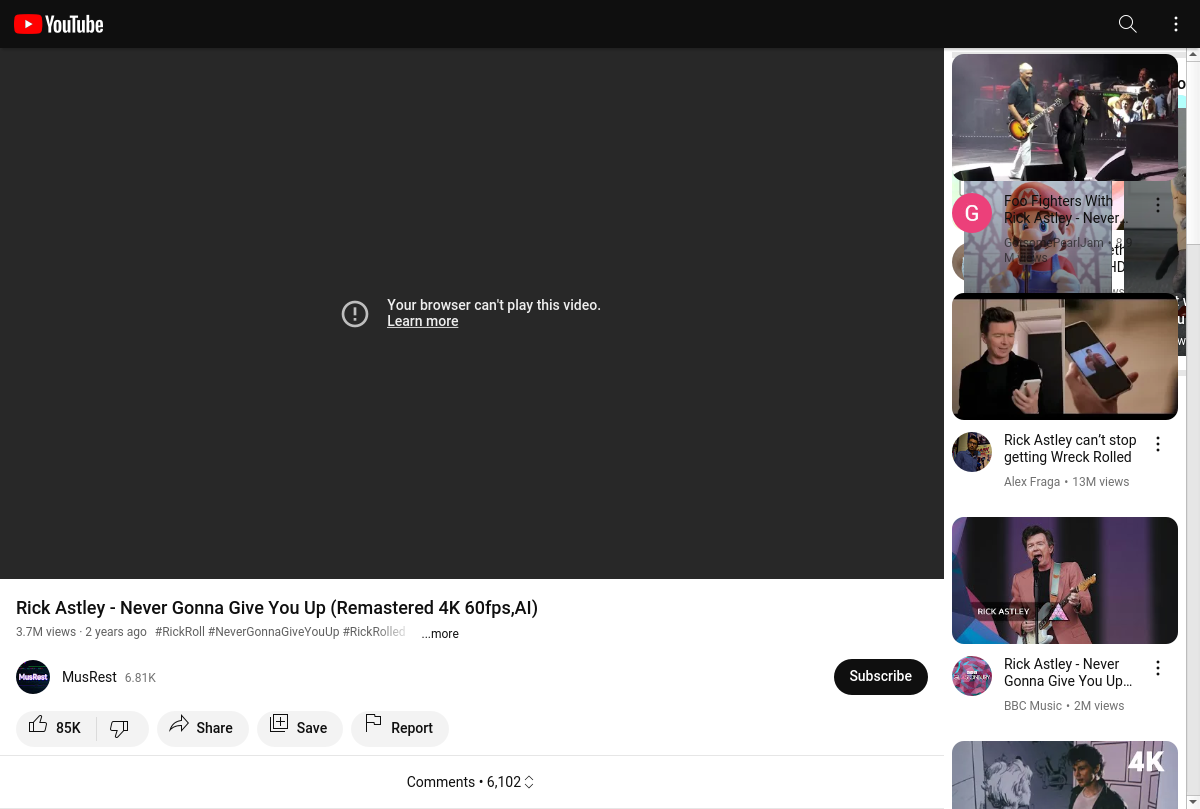 YouTube
Your browser can't play this video.
Learn more
Rick Astley - Never Gonna Give You Up (Remastered 4K 60fps,AI)
3.7M views · 2 years ago #RickRoll #NeverGonnaGiveYouUp #RickRolled ...more
MusRest
MusRest 6.81K
Subscribe
85K
Share
Save
Report
Comments • 6,102
G
Foo Fighters With
Rick Astley - Never...
M views
Rick Astley can’t stop
getting Wreck Rolled
Alex Fraga • 13M views
RICK ASTLEY
Rick Astley - Never
Gonna Give You Up...
BBC Music • 2M views
4K